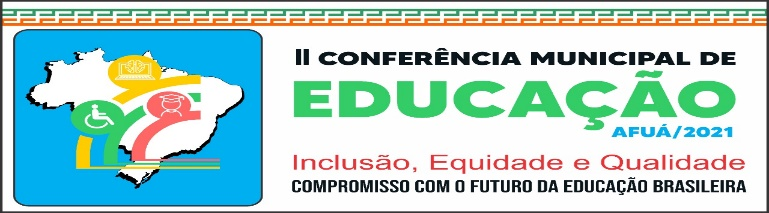 II CONFERÊNCIA MUNICIPAL DE
EDUCAÇÃO
AFUÁ/2021
Inclusão, Equidade e Qualidade
COMPROMISSO COM O FUTURO DA EDUCAÇÃO BRASILEIRA